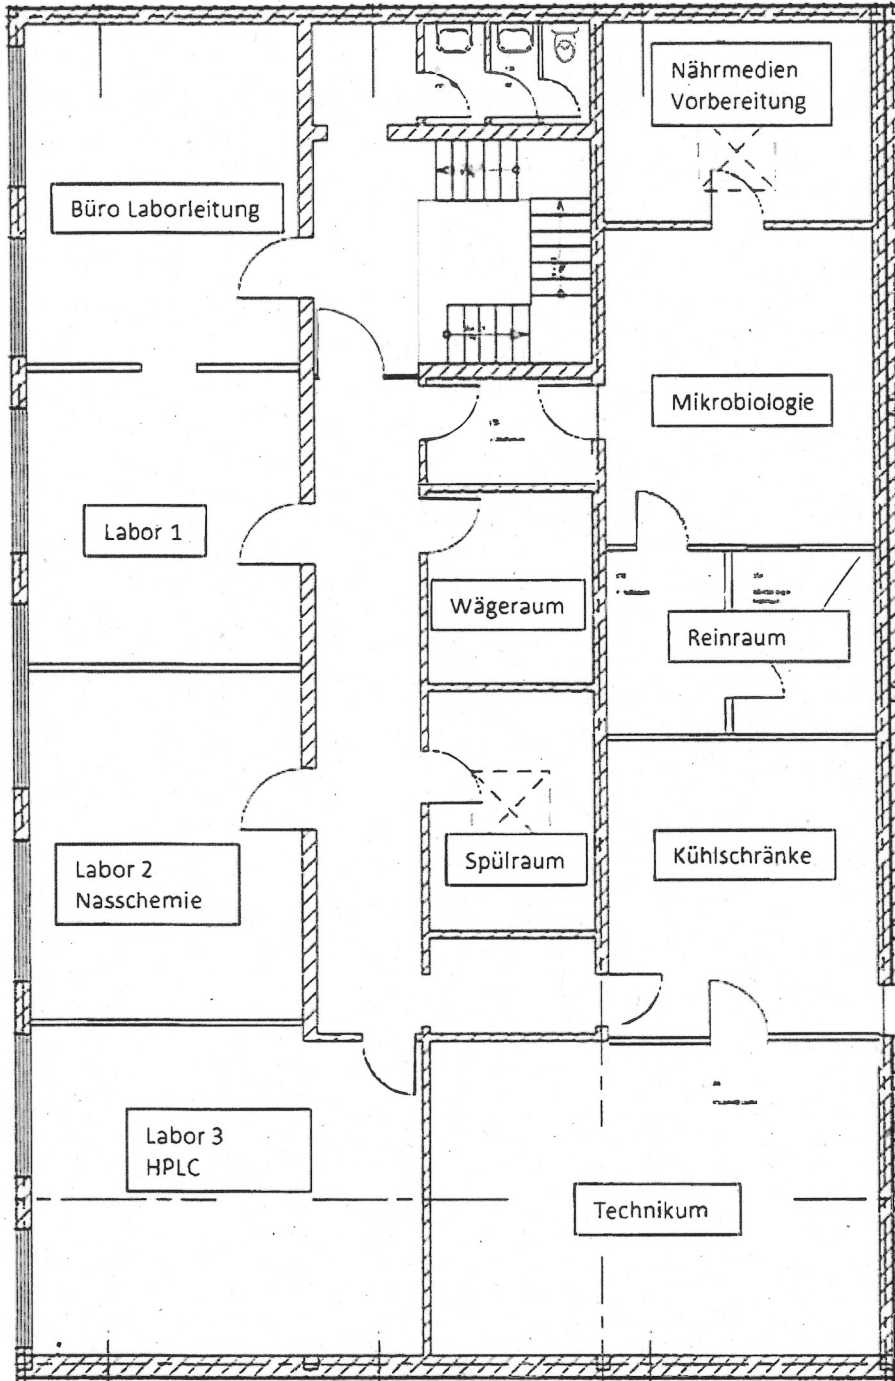 Nährmedien
Vorbereitung
Büro Laborleitung
Mikrobiologie
Labor 1
Wägeraum
Reinraum
Labor 2
Nasschemie
Spülraum
Kühlschränke
Labor 3
HPLC
Technikum